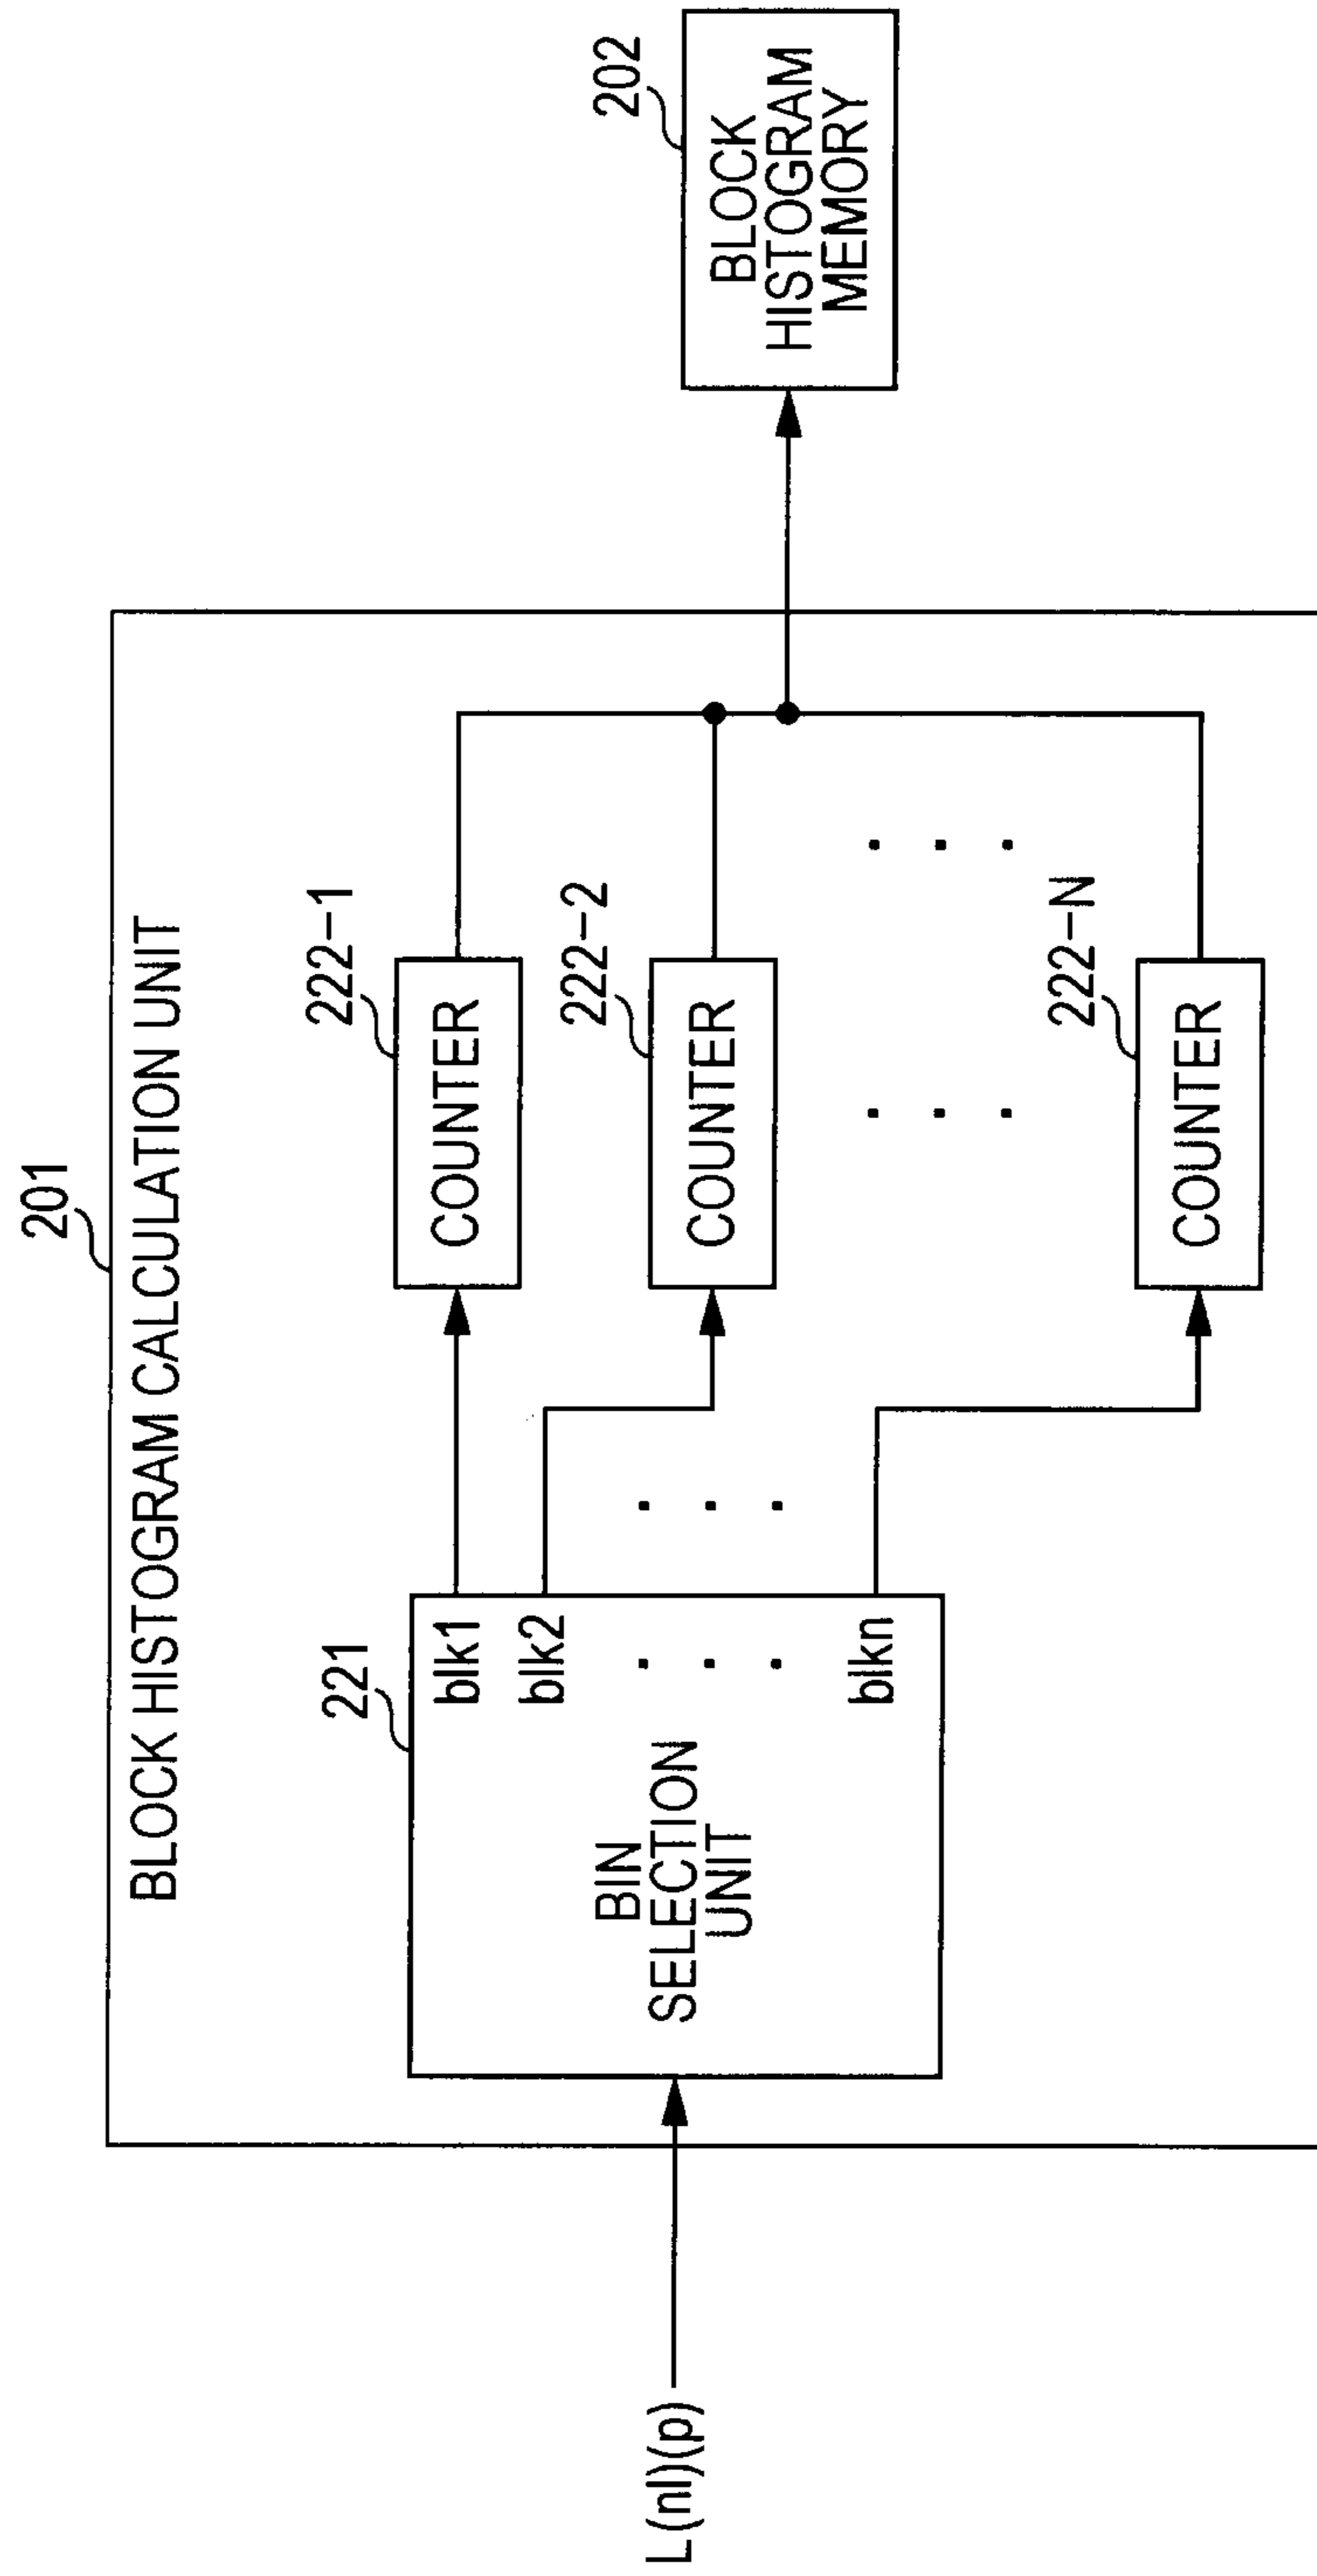 201
BLOCK HISTOGRAM CALCULATION UNIT
L(nl)(p)
221
BIN
SELECTION
UNIT
blk1
blk2
blkn
222-1
COUNTER
222-2
COUNTER
222-N
COUNTER
202
BLOCK
HISTOGRAM
MEMORY